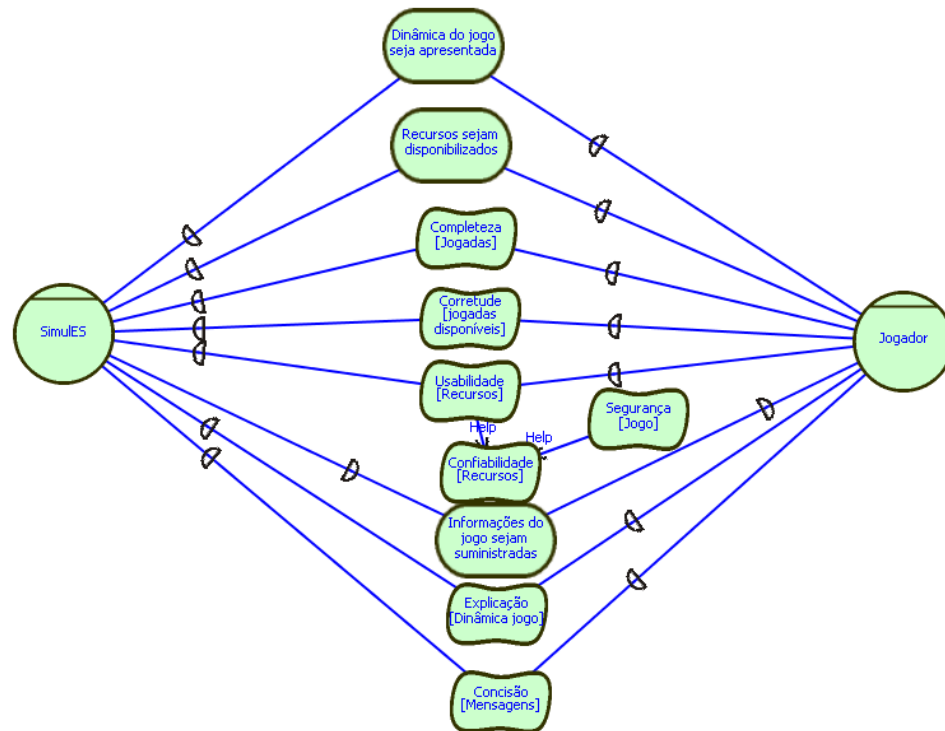 Dinâmica do jogo
seja apresentada
Recursos sejam
disponibilizados
Completeza
[Jogadas]
SimulES
Corretude
[jogadas
disponíveis]
Jogador
Usabilidade
[Recursos]
Segurança
[Jogo]
Help
Help
Confiabilidade
[Recursos]
Informações do
jogo sejam
suministradas
Explicação
[Dinâmica jogo]
Concisão
[Mensagens]